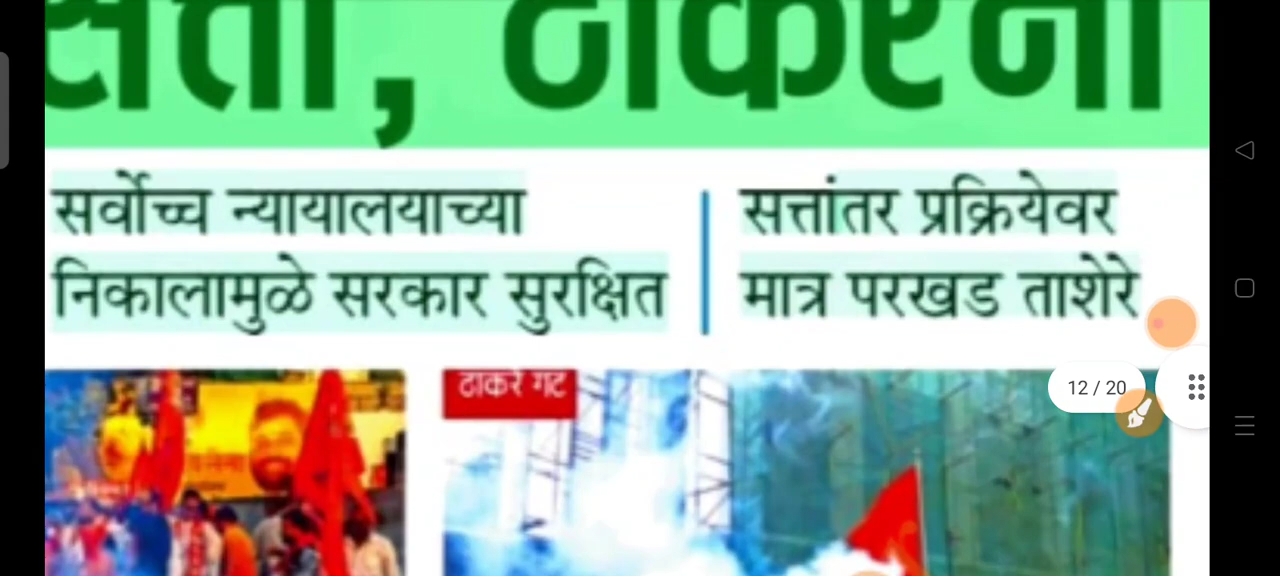 सत्ता, ठाकरेंना
सर्वोच्च न्यायालयाच्या
निकालामुळे सरकार सुरक्षित
सत्तांतर प्रक्रियेवर
मात्र परखड ताशेरे
ठाकरे गट
12 / 20